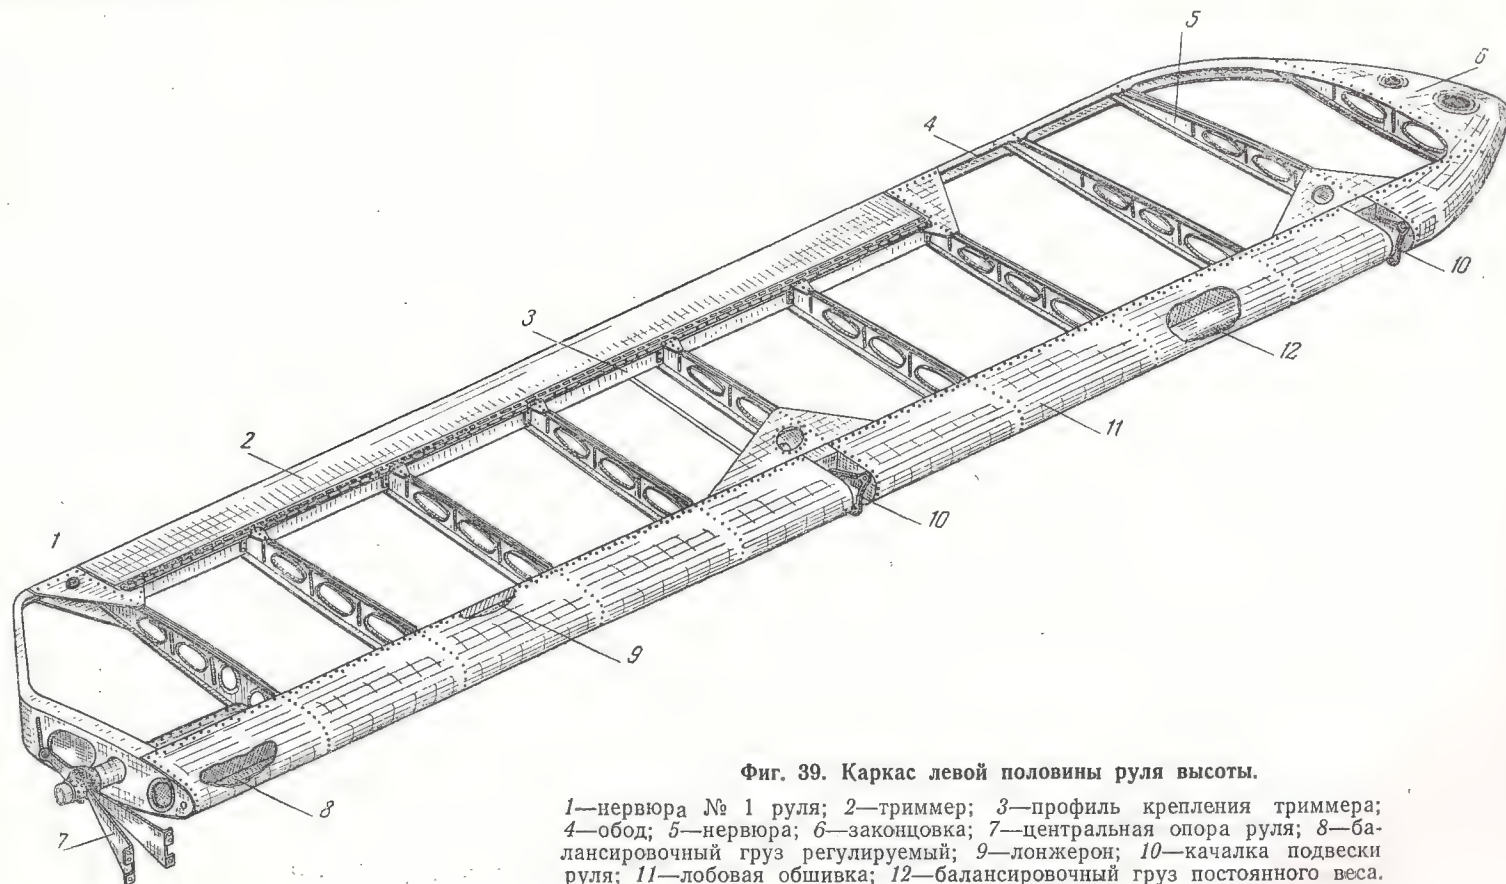 5
6
4
10
3
12
11
2
10
1
9
8
7
Фиг. 39. Каркас левой половины руля высоты.
1—нервюра № 1 руля; 2—триммер; 3—профиль крепления триммера;
4—обод; 5—нервюра; 6—законцовка; 7—центральная опора руля; 8—ба-
лансировочный груз регулируемый; 9—лонжерон; 10—качалка подвески
руля; 11—лобовая обшивка; 12—балансировочный груз постоянного веса.